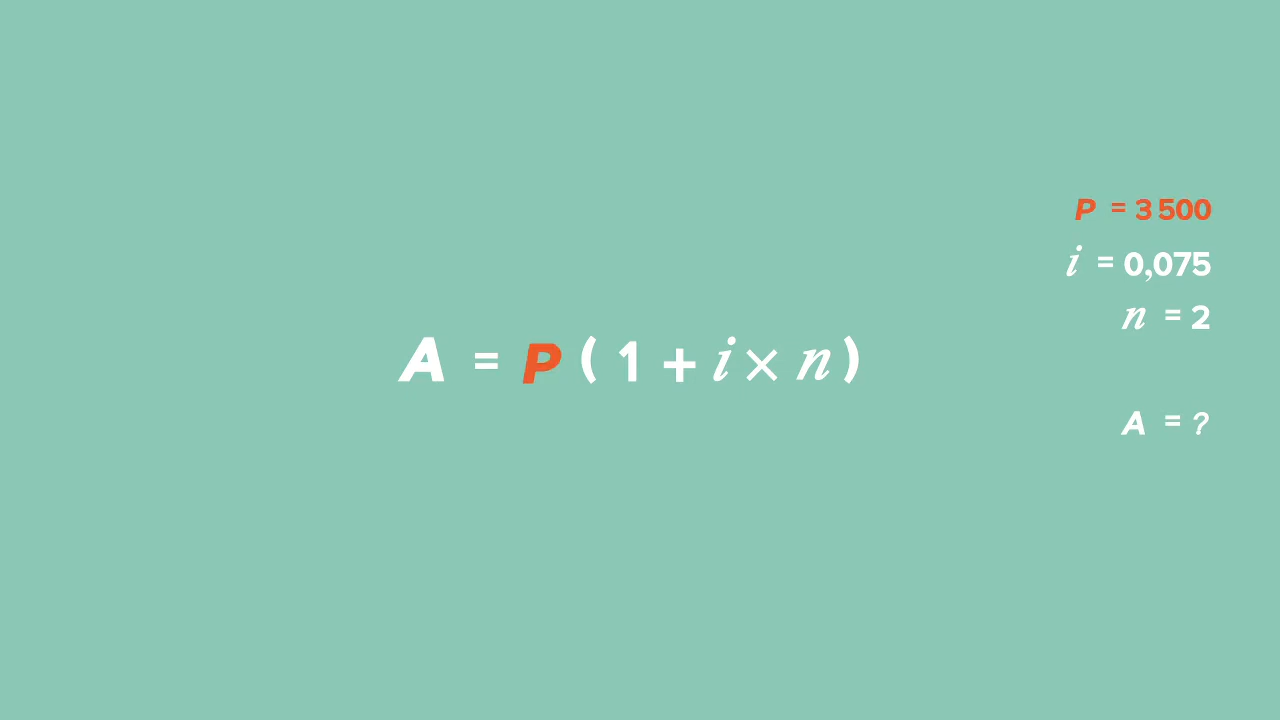 P = 3 500
i = 0,075
n = 2
A = P ( 1 + i × n )
A = ?